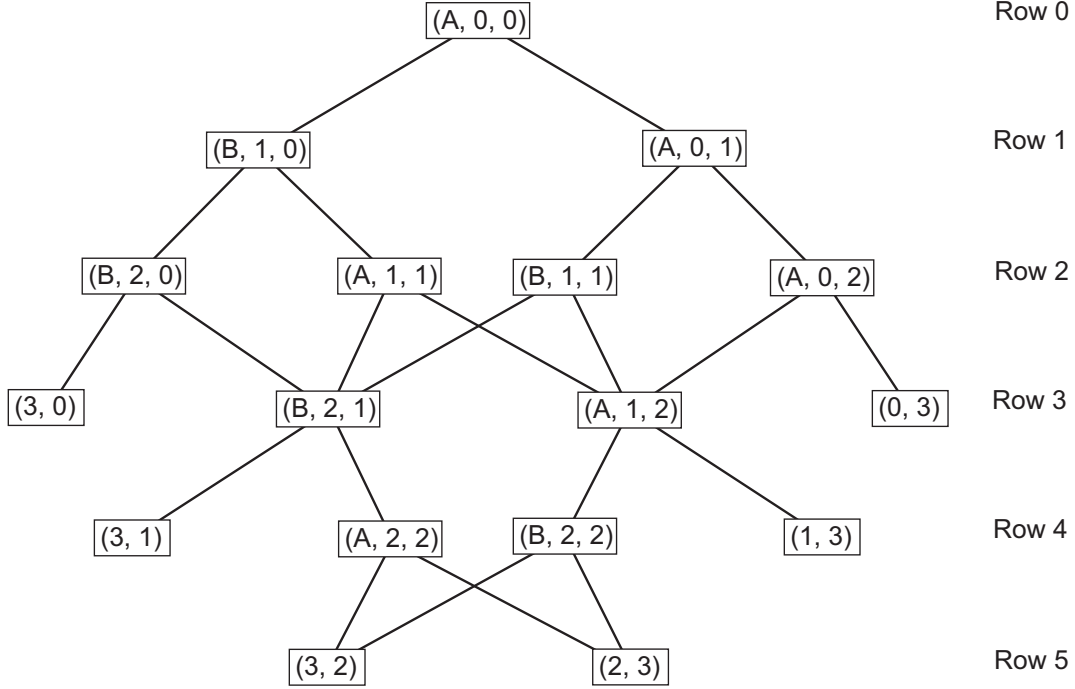 (A, 0, 0) Row 0
(B, 1, 0) (A, 0, 1) Row 1
(B, 2, 0) (A, 1, 1) (B, 1, 1) (A, 0, 2) Row 2
(3, 0) (B, 2, 1) (A, 1, 2) (0, 3) Row 3
(3, 1) (A, 2, 2) (B, 2, 2) (1, 3) Row 4
(3, 2) (2, 3) Row 5